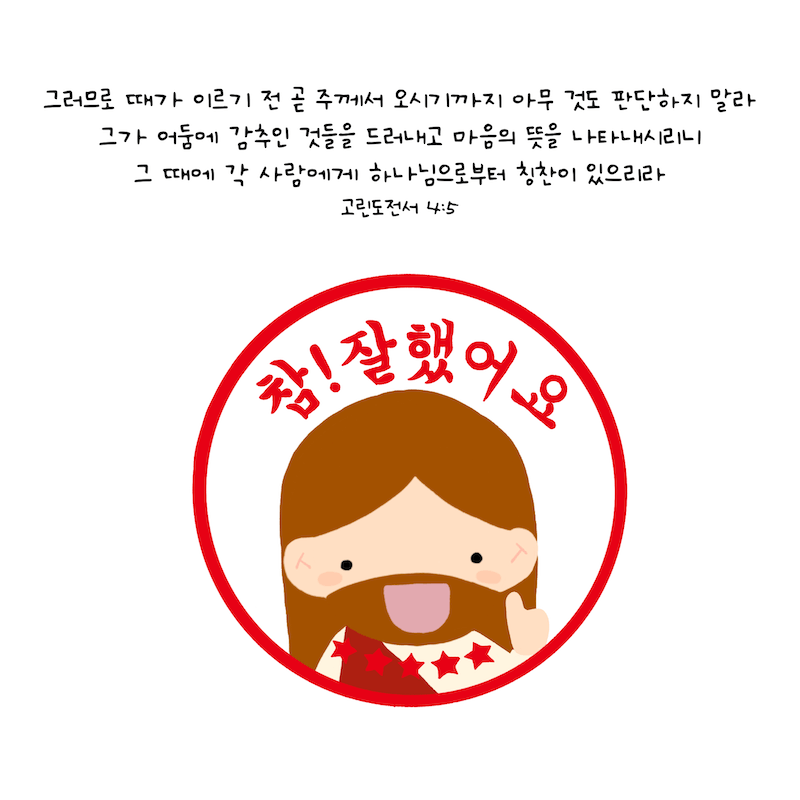 그러므로 때가 이르기 전 곧 주께서 오시기까지 아무 것도 판단하지 말라
그가 어둠에 감추인 것들을 드러내고 마음의 뜻을 나타내시리니
그 때에 각 사람에게 하나님으로부터 칭찬이 있으리라
고린도전서 4:5
참!잘했어요